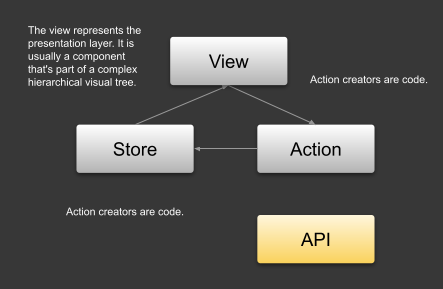 The view represents the
presentation layer. It is
usually a component
that's part of a complex
hierarchical visual tree.
View
Action creators are code.
Store
Action
Action creators are code.
API